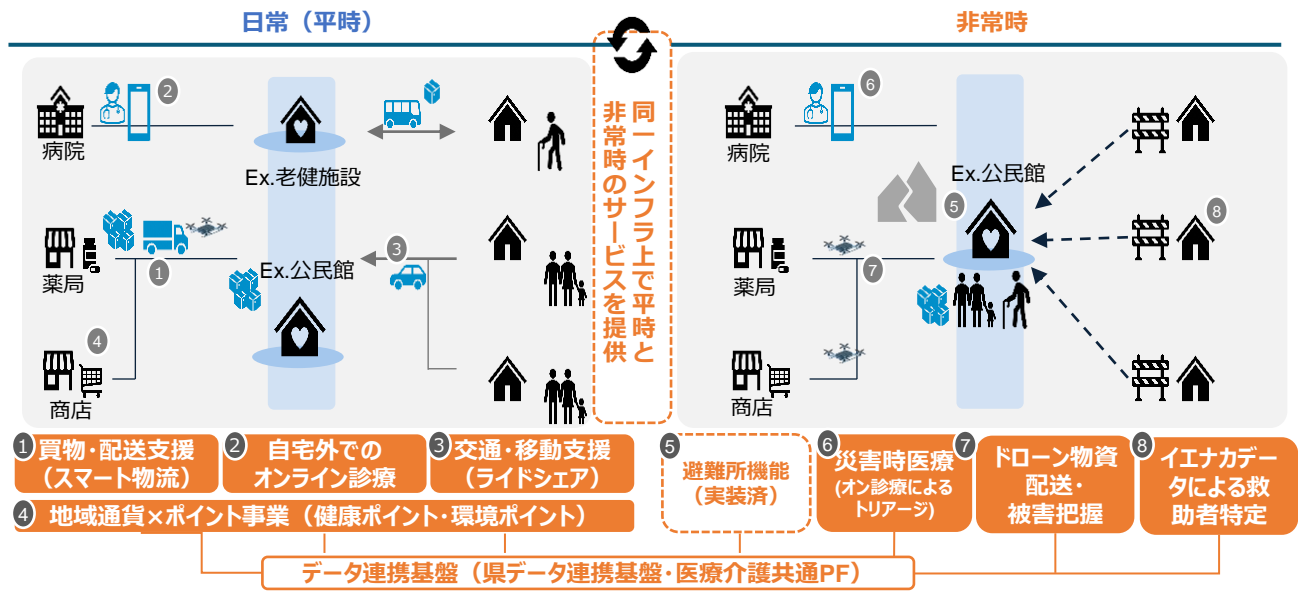 日常（平時）
非常時
同一インフラ上で平時と
非常時のサービスを提供
2
病院
Ex.老健施設
1
薬局
3
Ex.公民館
4
商店
6
病院
Ex.公民館
5
8
薬局
7
商店
1 買物・配送支援
（スマート物流）
2 自宅外での
オンライン診療
3 交通・移動支援
（ライドシェア）
4 地域通貨×ポイント事業（健康ポイント・環境ポイント）
5
避難所機能
（実装済）
6
災害時医療
(オン診療による
トリアージ)
7
ドローン物資
配送・
被害把握
8
イエナカデー
タによる救
助者特定
データ連携基盤（県データ連携基盤・医療介護共通PF）